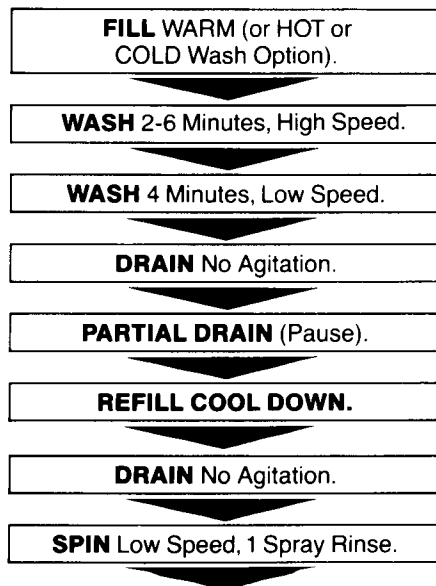 FILL WARM (or HOT or
COLD Wash Option).
WASH 2-6 Minutes, High Speed.
WASH 4 Minutes, Low Speed.
DRAIN No Agitation.
PARTIAL DRAIN (Pause).
REFILL COOL DOWN.
DRAIN No Agitation.
SPIN Low Speed, 1 Spray Rinse.